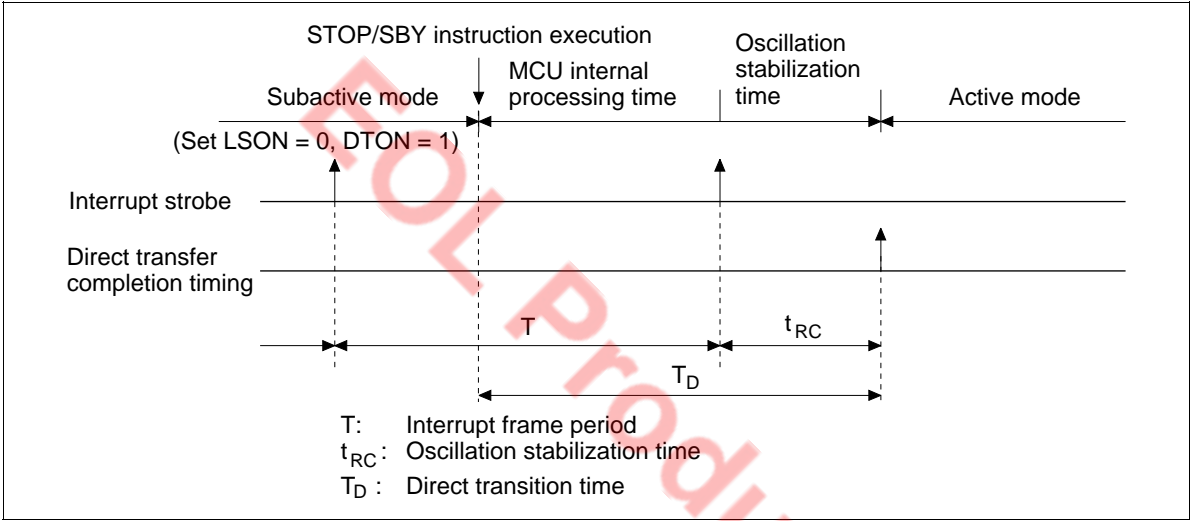 STOP/SBY instruction execution
Oscillation
stabilization
time
MCU internal
processing time
Subactive mode
Active mode
(Set LSON = 0, DTON = 1)
Interrupt strobe
Direct transfer
completion timing
T
tRC
TD
T: Interrupt frame period
tRC : Oscillation stabilization time
TD : Direct transition time
EOL Produ